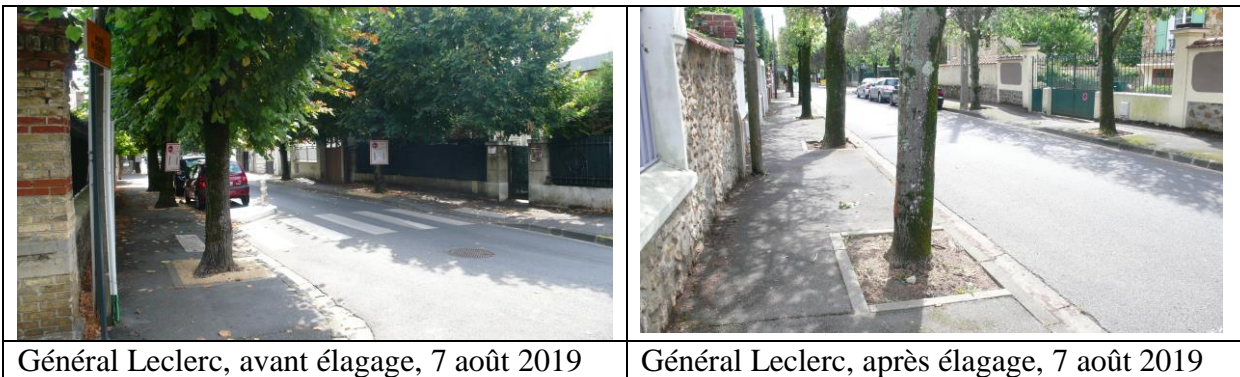 Général Leclerc, avant élagage, 7 août 2019
Général Leclerc, après élagage, 7 août 2019